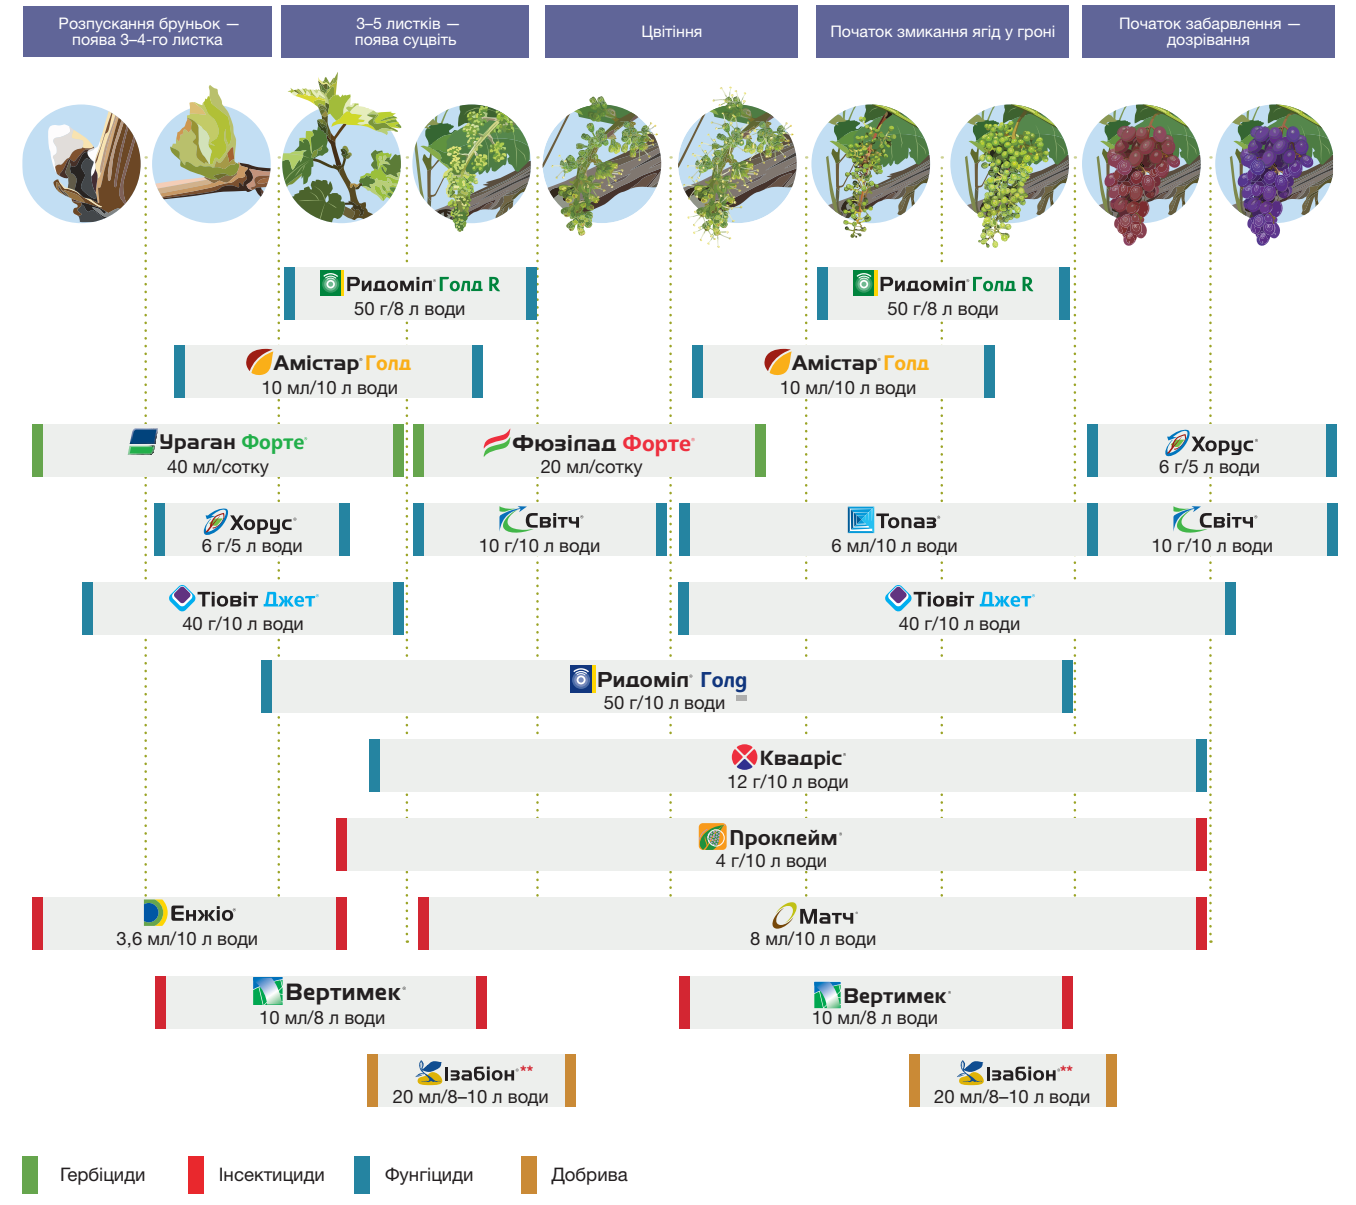 Розпускання бруньок —
поява 3–4-го листка
3–5 листків —
поява суцвіть
Цвітіння
Початок змикання ягід у гроні
Початок забарвлення —
дозрівання
Ридоміл® Голд R
50 г/8 л води
Ридоміл® Голд R
50 г/8 л води
Амістар® Голд
10 мл/10 л води
Амістар® Голд
10 мл/10 л води
Ураган Форте®
40 мл/сотку
Фюзілад Форте®
20 мл/сотку
Хорус®
6 г/5 л води
Хорус®
6 г/5 л води
Світч®
10 г/10 л води
Топаз®
6 мл/10 л води
Світч®
10 г/10 л води
Тіовіт Джет®
40 г/10 л води
Тіовіт Джет®
40 г/10 л води
Ридоміл® Голд
50 г/10 л води
Квадріс®
12 г/10 л води
Проклейм®
4 г/10 л води
Енжіо®
3,6 мл/10 л води
Матч®
8 мл/10 л води
Вертимек®
10 мл/8 л води
Вертимек®
10 мл/8 л води
Ізабіон®**
20 мл/8–10 л води
Ізабіон®**
20 мл/8–10 л води
Гербіциди
Інсектициди
Фунгіциди
Добрива